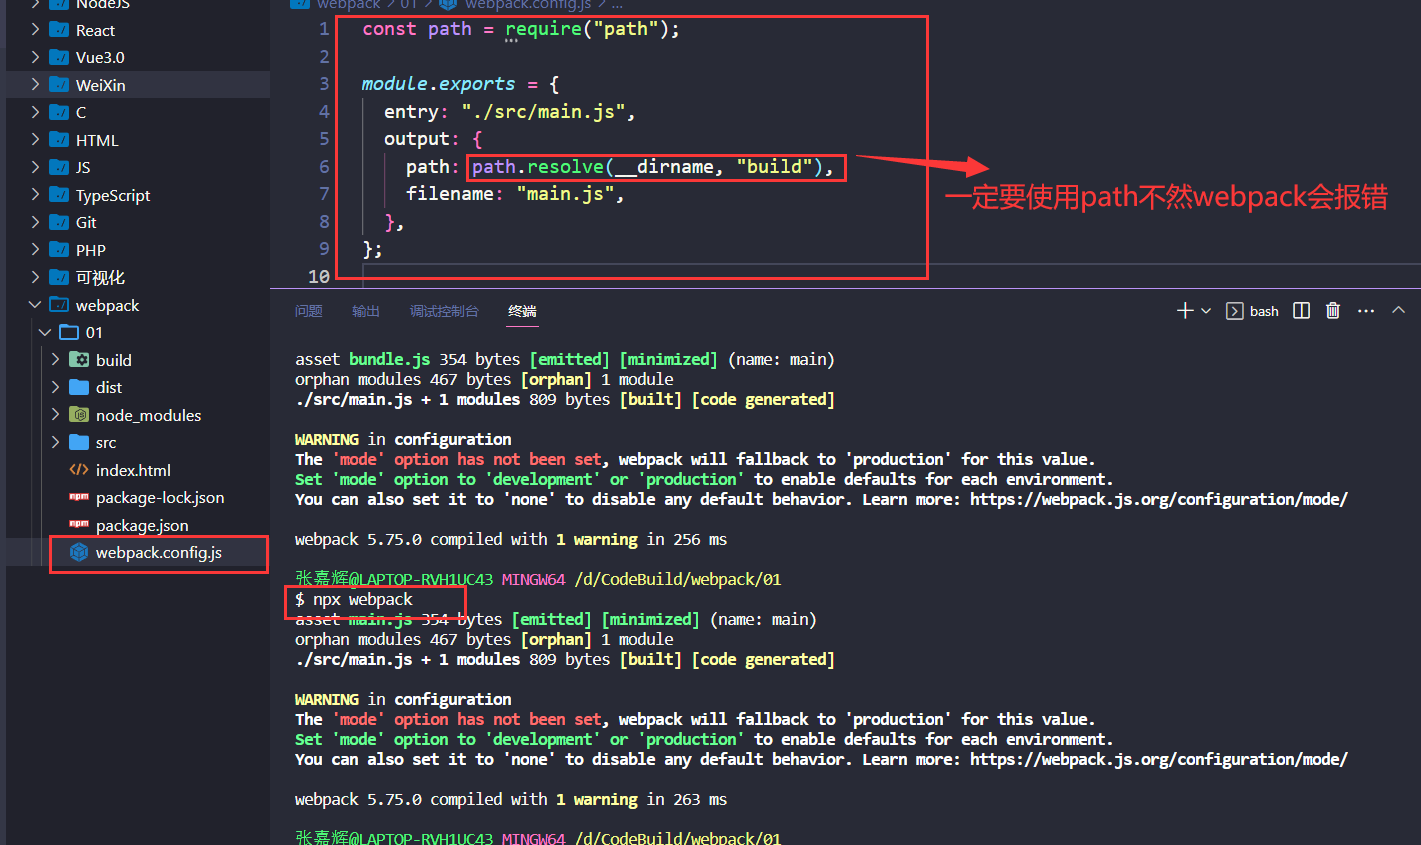 NodeJS
React
Vue3.0
WeiXin
C
HTML
JS
TypeScript
Git
PHP
可视化
webpack
01
build
dist
node_modules
src
index.html
package-lock.json
package.json
webpack.config.js
webpack > 01 > webpack.config.js > ...
1 const path = require("path");
2
3 module.exports = {
4 entry: "./src/main.js",
5 output: {
6 path: path.resolve(__dirname, "build"),
7 filename: "main.js",
8 },
9 };
10
一定要使用path不然webpack会报错
问题 输出 调试控制台 终端 bash
asset bundle.js 354 bytes [emitted] [minimized] (name: main)
orphan modules 467 bytes [orphan] 1 module
./src/main.js + 1 modules 809 bytes [built] [code generated]
WARNING in configuration
The 'mode' option has not been set, webpack will fallback to 'production' for this value.
Set 'mode' option to 'development' or 'production' to enable defaults for each environment.
You can also set it to 'none' to disable any default behavior. Learn more: https://webpack.js.org/configuration/mode/
webpack 5.75.0 compiled with 1 warning in 256 ms
张嘉辉@LAPTOP-RVH1UC43 MINGW64 /d/CodeBuild/webpack/01
$ npx webpack
asset main.js 354 bytes [emitted] [minimized] (name: main)
orphan modules 467 bytes [orphan] 1 module
./src/main.js + 1 modules 809 bytes [built] [code generated]
WARNING in configuration
The 'mode' option has not been set, webpack will fallback to 'production' for this value.
Set 'mode' option to 'development' or 'production' to enable defaults for each environment.
You can also set it to 'none' to disable any default behavior. Learn more: https://webpack.js.org/configuration/mode/
webpack 5.75.0 compiled with 1 warning in 263 ms
张嘉辉@LAPTOP-RVH1UC43 MINGW64 /d/CodeBuild/webpack/01